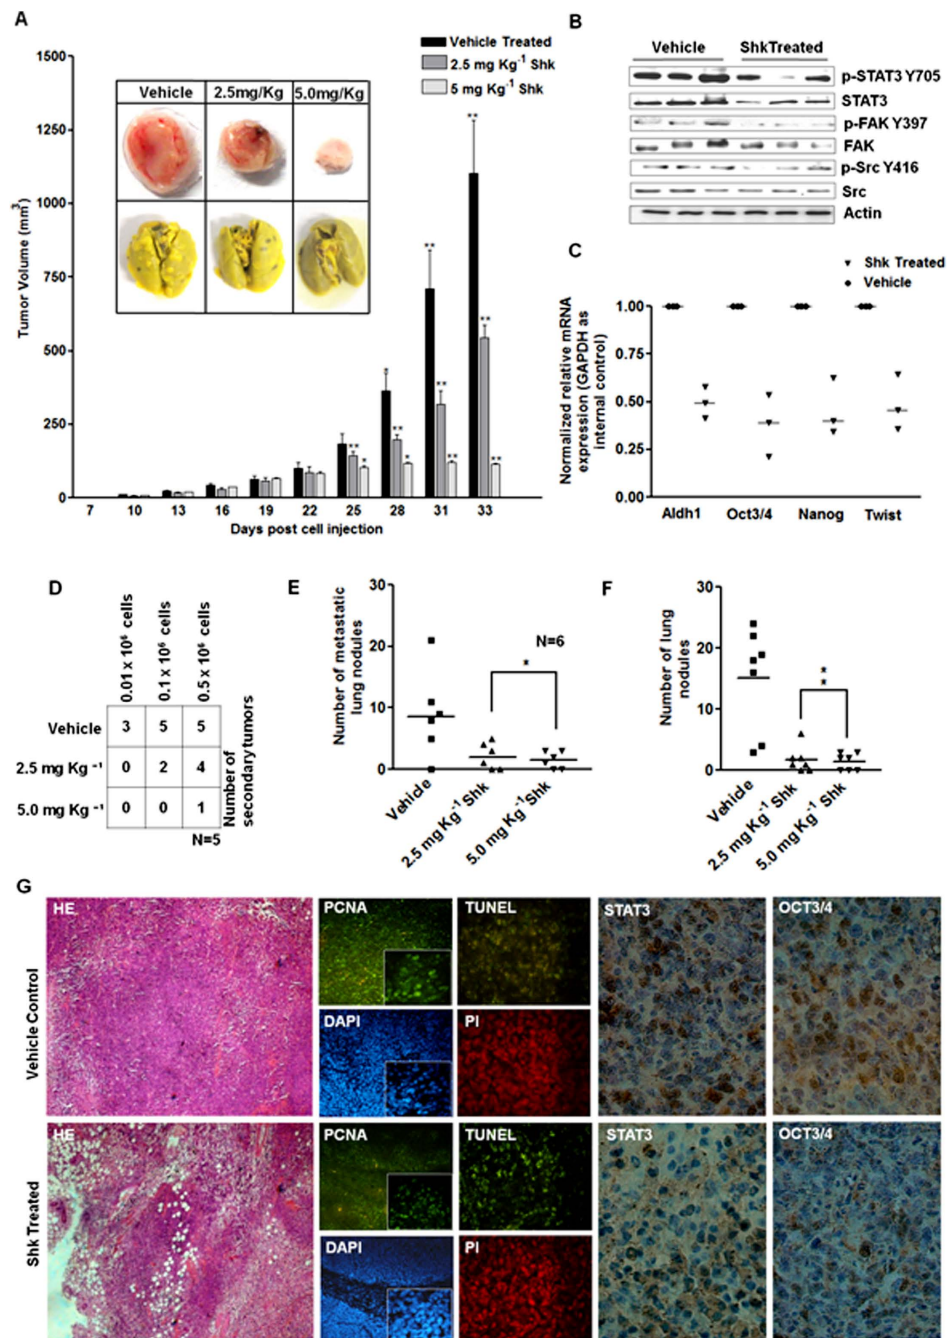 A
Vehicle Treated
2.5 mg Kg⁻¹ Shk
5 mg Kg⁻¹ Shk
Vehicle 2.5mg/Kg 5.0mg/Kg
Tumor Volume (mm³)
1500
1250
1000
750
500
250
0
** ** * ** ** ** ** * * ** **
7 10 13 16 19 22 25 28 31 33
Days post cell injection
B
Vehicle ShkTreated
p-STAT3 Y705
STAT3
p-FAK Y397
FAK
p-Src Y416
Src
Actin
C
Shk Treated
Vehicle
Normalized relative mRNA
expression (GAPDH as
internal control)
1.00
0.75
0.50
0.25
0.00
Aldh1 Oct3/4 Nanog Twist
D
0.01 x 10⁶ cells
0.1 x 10⁶ cells
0.5 x 10⁶ cells
Vehicle 3 5 5
2.5 mg Kg⁻¹ 0 2 4
5.0 mg Kg⁻¹ 0 0 1
Number of
secondary tumors
N=5
E
Number of metastatic
lung nodules
30
20
10
0
N=6
*
Vehicle
2.5 mg Kg⁻¹ Shk
5.0 mg Kg⁻¹ Shk
F
Number of lung
nodules
30
20
10
0
*
*
Vehicle
2.5 mg Kg⁻¹ Shk
5.0 mg Kg⁻¹ Shk
G
Vehicle Control
HE PCNA TUNEL STAT3 OCT3/4
DAPI PI
Shk Treated
HE PCNA TUNEL STAT3 OCT3/4
DAPI PI